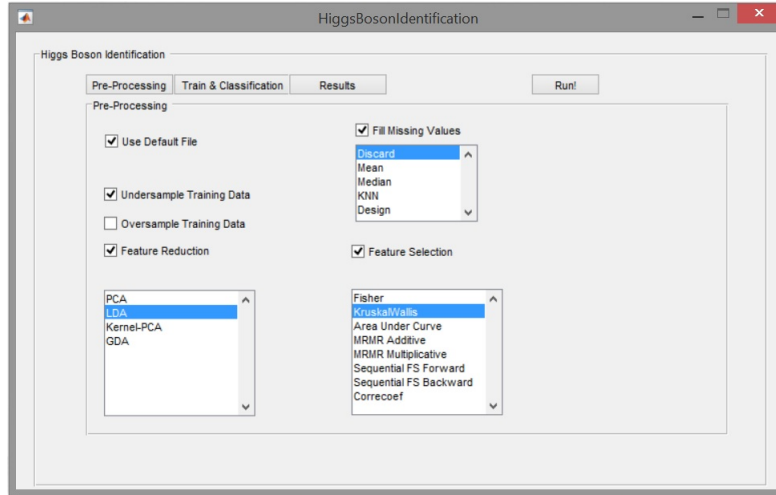 HiggsBosonIdentification
Higgs Boson Identification
Pre-Processing Train & Classification Results Run!
Pre-Processing
Use Default File
Fill Missing Values
Discard
Mean
Median
KNN
Design
Undersample Training Data
Oversample Training Data
Feature Reduction
Feature Selection
PCA
LDA
Kernel-PCA
GDA
Fisher
KruskalWallis
Area Under Curve
MRMR Additive
MRMR Multiplicative
Sequential FS Forward
Sequential FS Backward
Correcoef